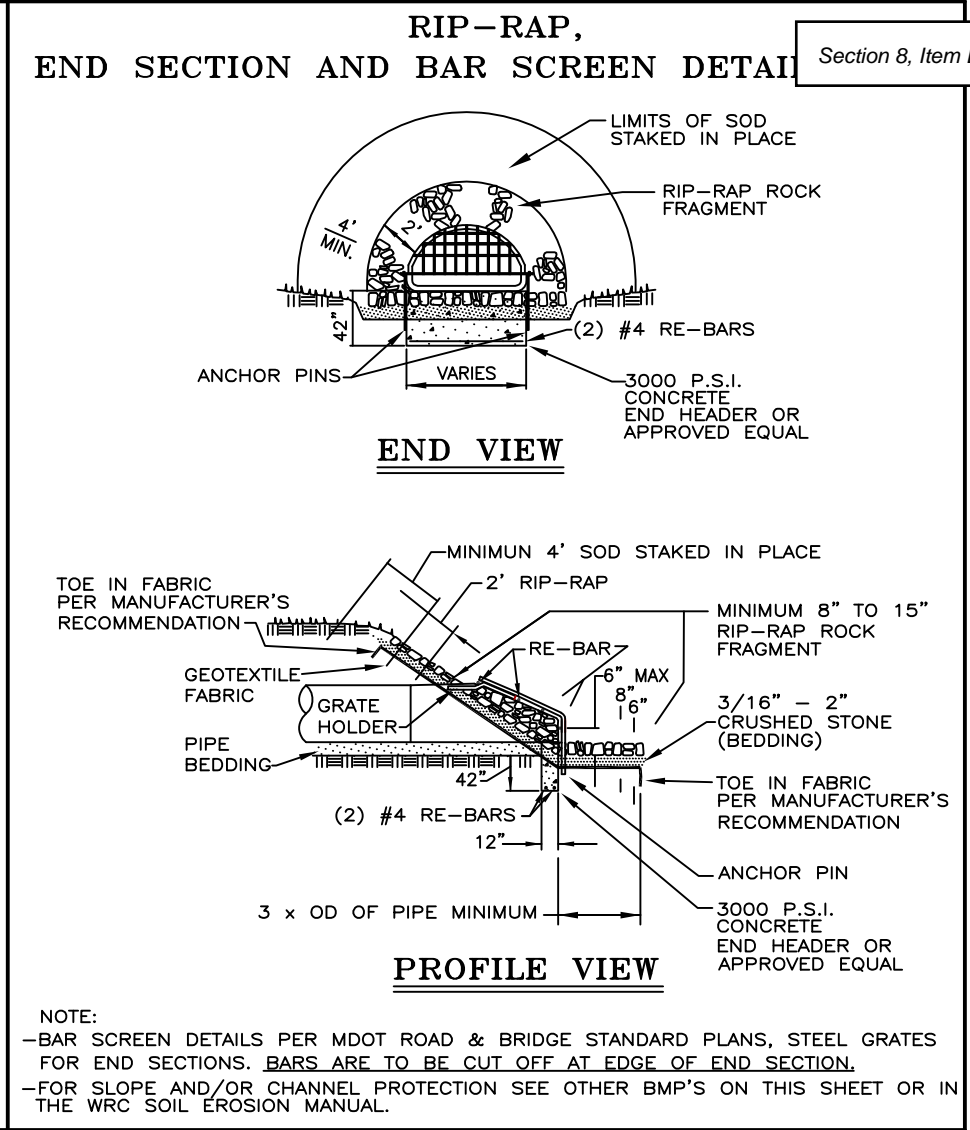 RIP-RAP,
END SECTION AND BAR SCREEN
Section 8, Item
LIMITS OF SOD
STAKED IN PLACE
RIP-RAP ROCK
FRAGMENT
4'
MIN.
2'
42"
(2) #4 RE-BARS
ANCHOR PINS
VARIES
3000 P.S.I.
CONCRETE
END HEADER OR
APPROVED EQUAL
END VIEW
MINIMUN 4' SOD STAKED IN PLACE
2' RIP-RAP
TOE IN FABRIC
PER MANUFACTURER'S
RECOMMENDATION
MINIMUM 8" TO 15"
RIP-RAP ROCK
FRAGMENT
RE-BAR
6" MAX
8"
6"
GEOTEXTILE
FABRIC
GRATE
HOLDER
3/16" - 2"
CRUSHED STONE
(BEDDING)
PIPE
BEDDING
42"
TOE IN FABRIC
PER MANUFACTURER'S
RECOMMENDATION
(2) #4 RE-BARS
12"
ANCHOR PIN
3 x OD OF PIPE MINIMUM
3000 P.S.I.
CONCRETE
END HEADER OR
APPROVED EQUAL
PROFILE VIEW
NOTE:
-BAR SCREEN DETAILS PER MDOT ROAD & BRIDGE STANDARD PLANS, STEEL GRATES
FOR END SECTIONS. BARS ARE TO BE CUT OFF AT EDGE OF END SECTION.
-FOR SLOPE AND/OR CHANNEL PROTECTION SEE OTHER BMP'S ON THIS SHEET OR IN
THE WRC SOIL EROSION MANUAL.